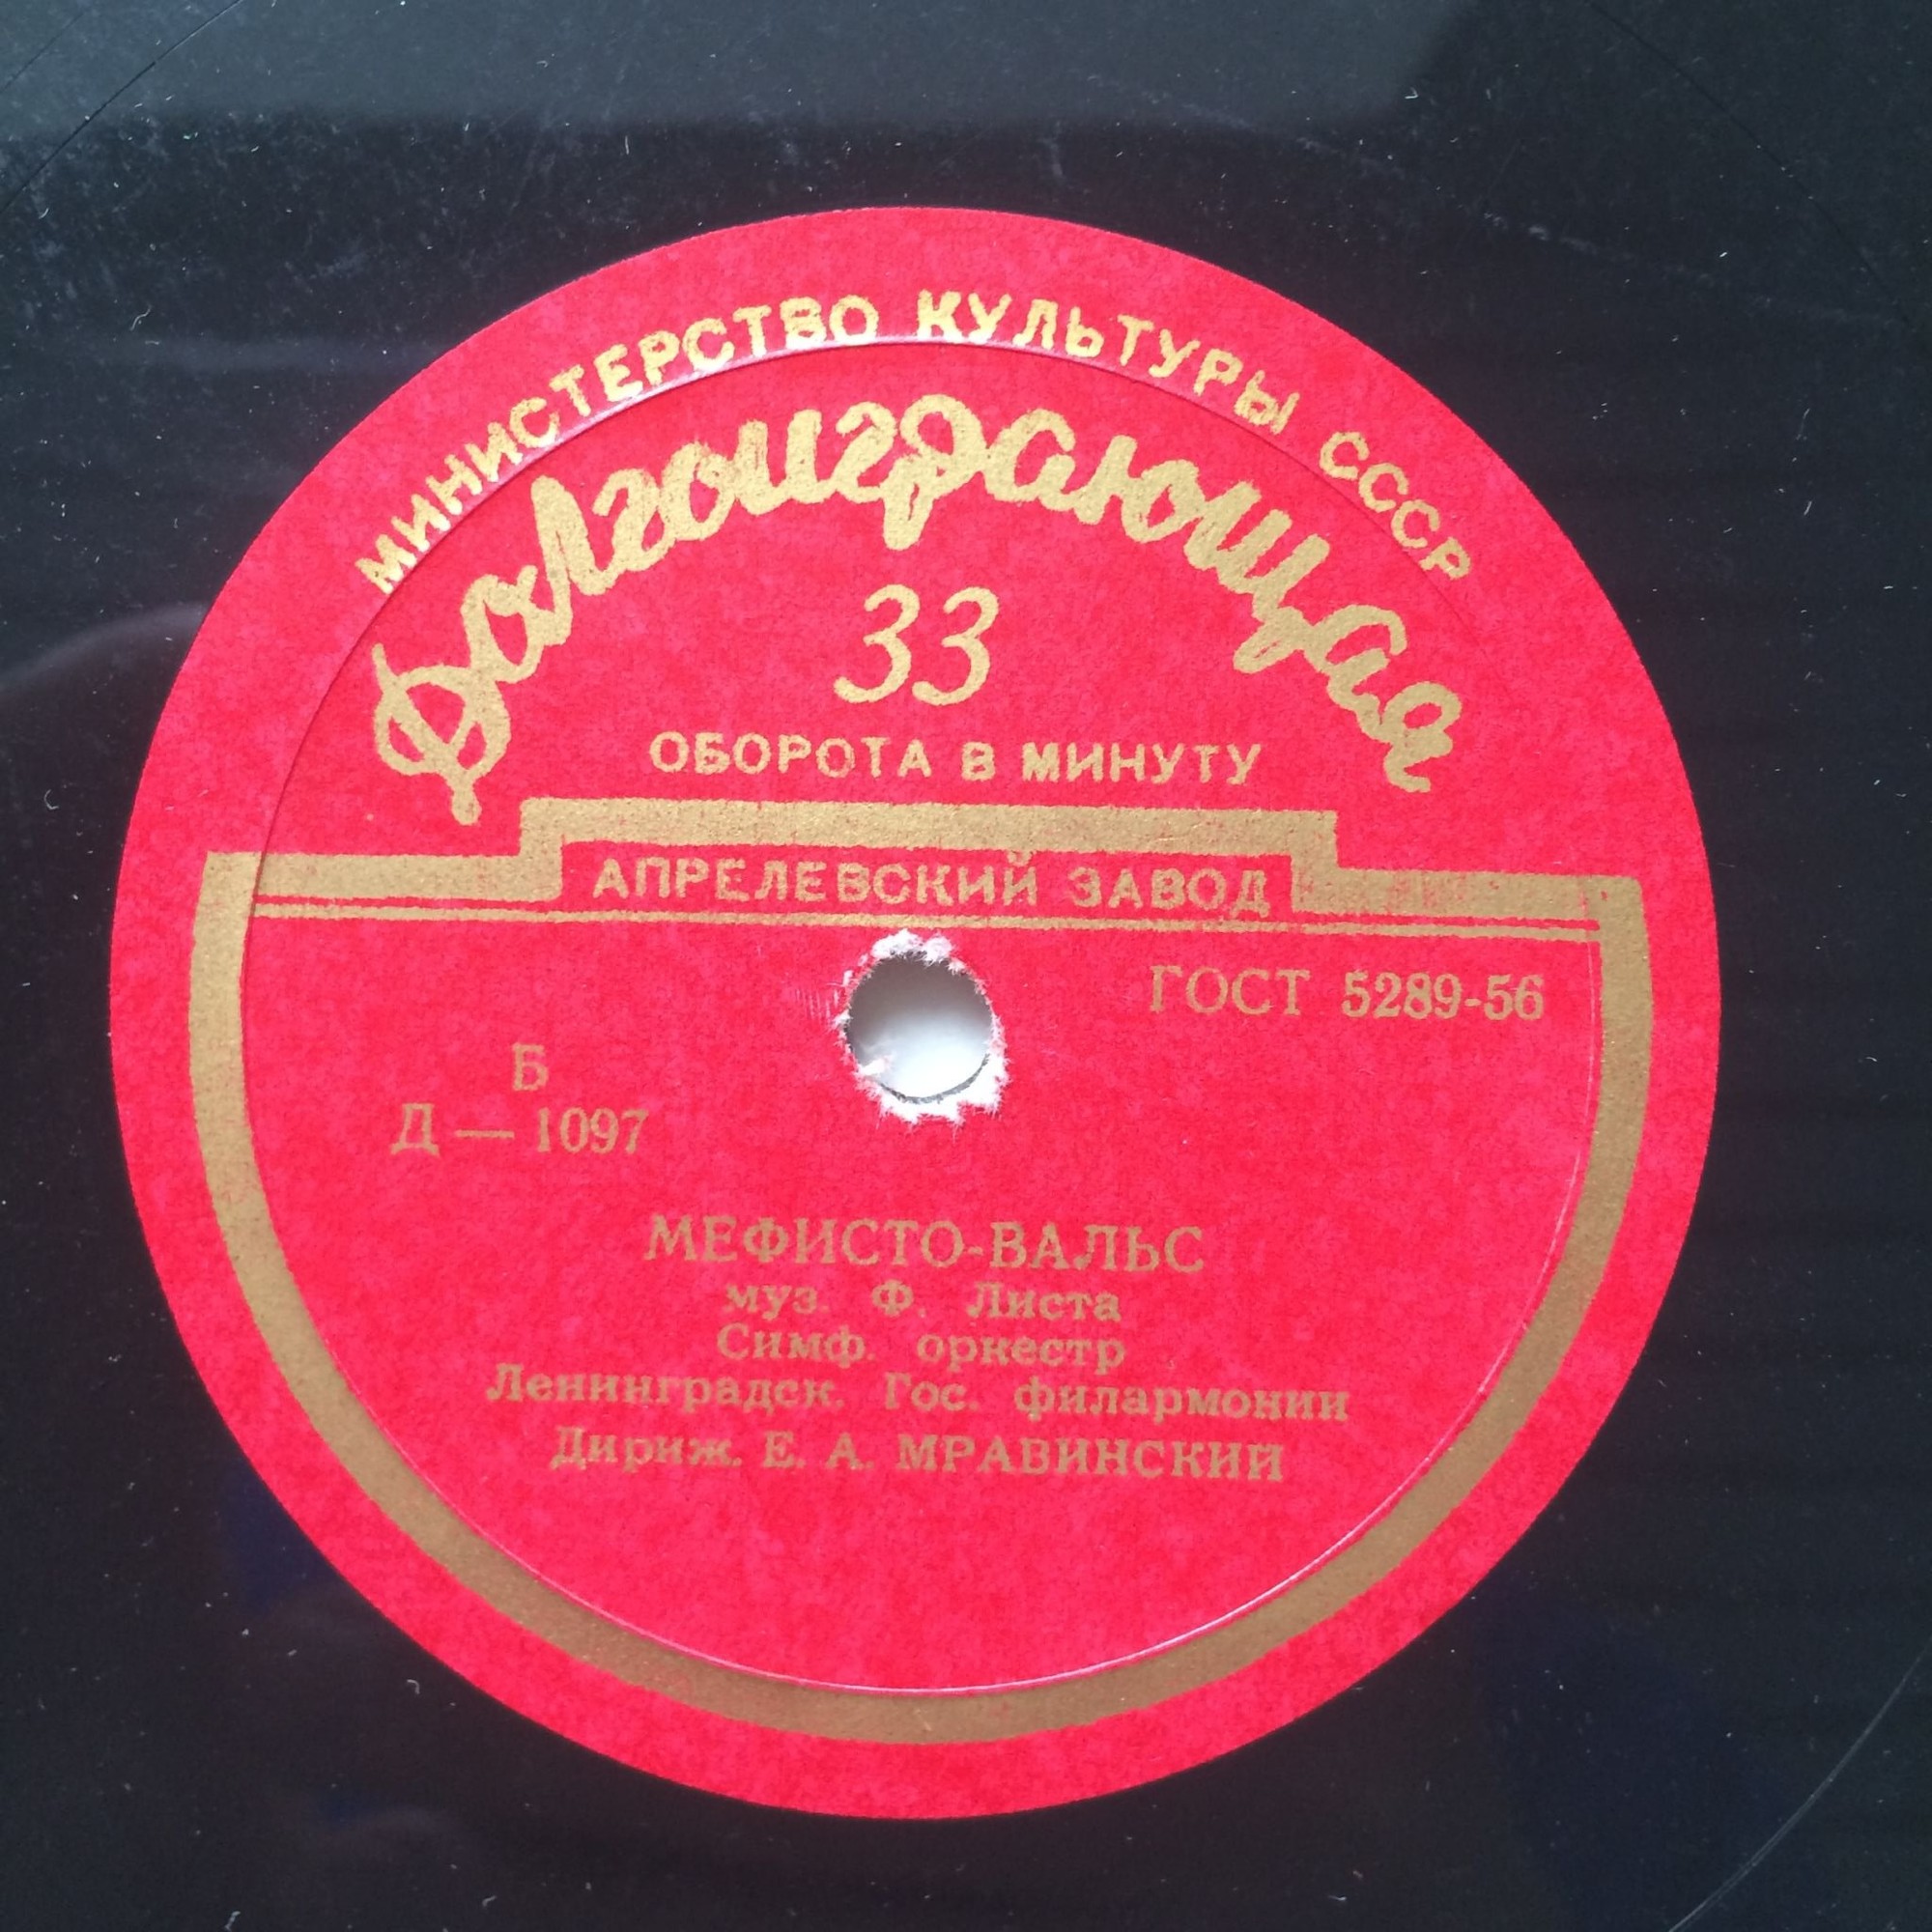 МИНИСТЕРСТВО КУЛЬТУРЫ СССР
Долгоиграющая
33
ОБОРОТА В МИНУТУ
АПРЕЛЕВСКИЙ ЗАВОД
ГОСТ 5289-56
Б
Д — 1097
МЕФИСТО-ВАЛЬС
муз. Ф. Листа
Симф. оркестр
Ленинградск. Гос. филармонии
Дириж. Е. А. МРАВИНСКИЙ